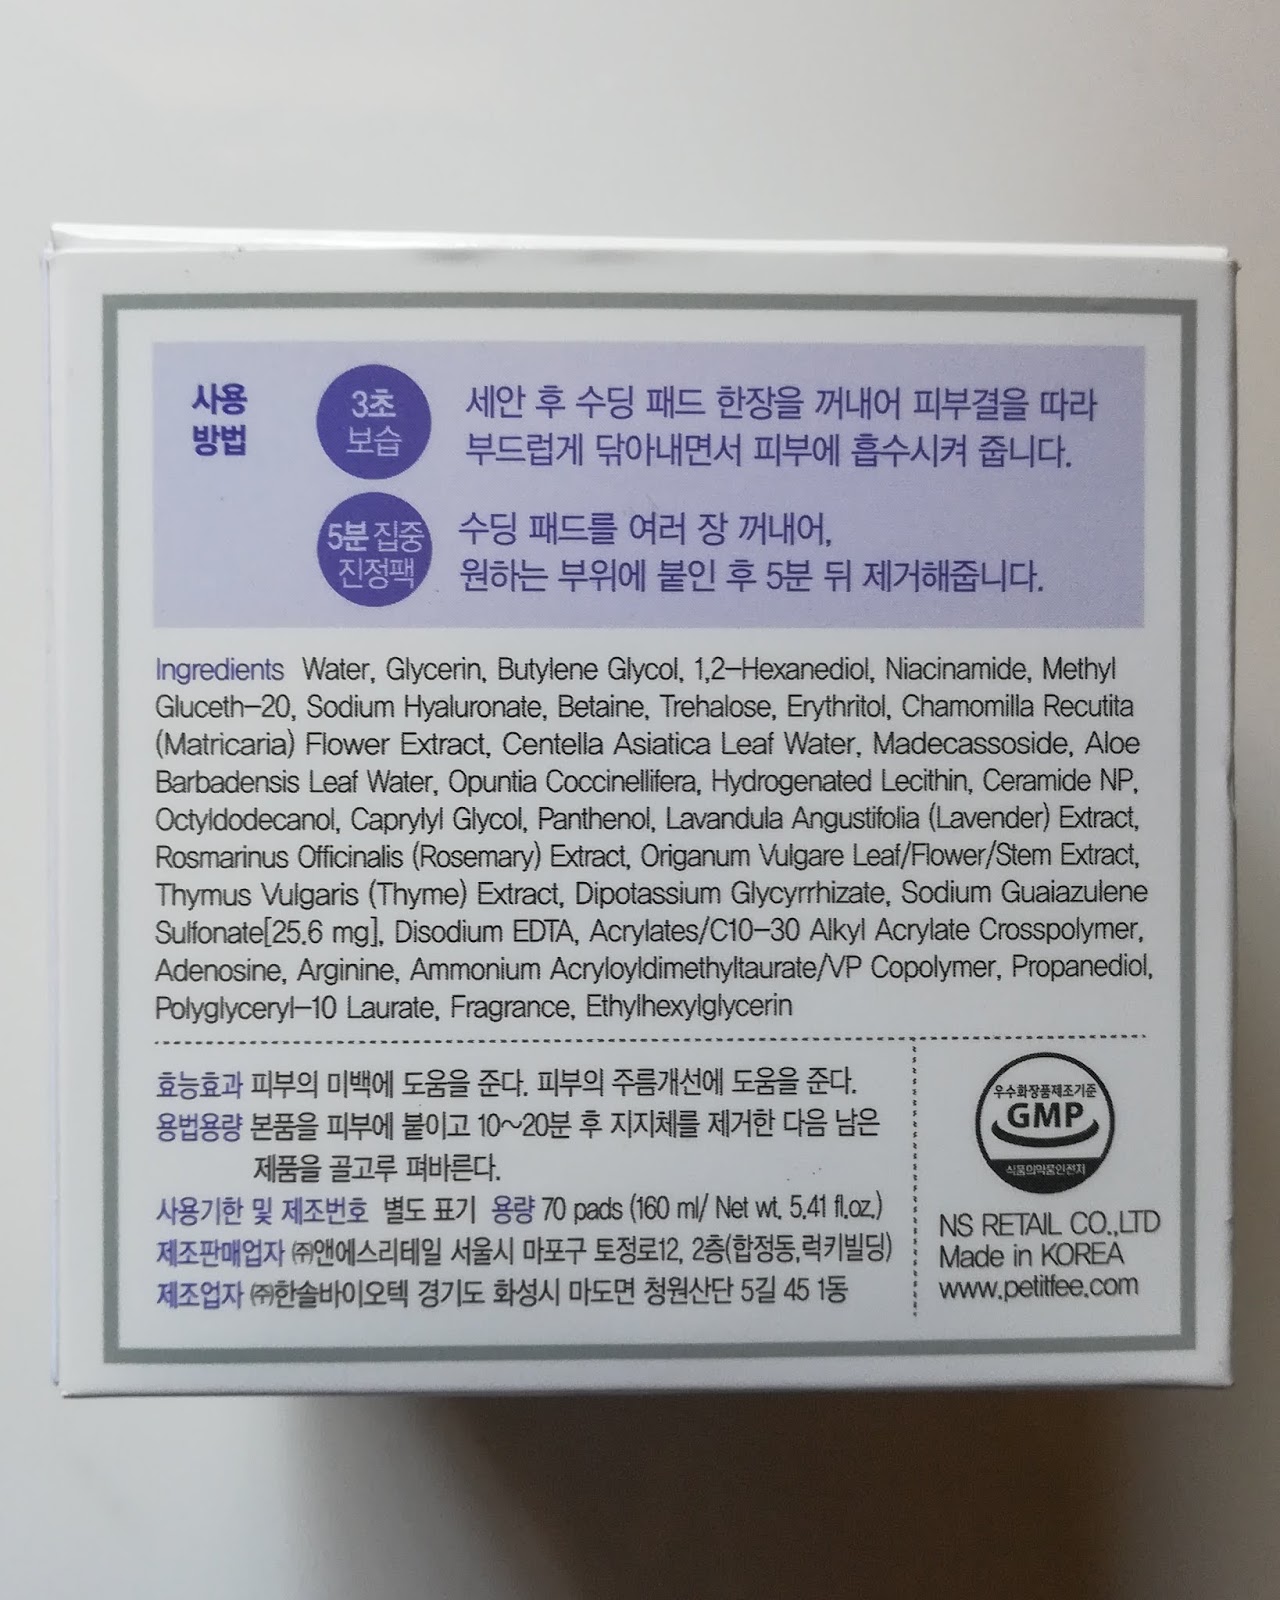 사용
방법
3초
보습
세안 후 수딩 패드 한장을 꺼내어 피부결을 따라
부드럽게 닦아내면서 피부에 흡수시켜 줍니다.
5분 집중
진정팩
수딩 패드를 여러 장 꺼내어,
원하는 부위에 붙인 후 5분 뒤 제거해줍니다.
Ingredients Water, Glycerin, Butylene Glycol, 1,2-Hexanediol, Niacinamide, Methyl
Gluceth-20, Sodium Hyaluronate, Betaine, Trehalose, Erythritol, Chamomilla Recutita
(Matricaria) Flower Extract, Centella Asiatica Leaf Water, Madecassoside, Aloe
Barbadensis Leaf Water, Opuntia Coccinellifera, Hydrogenated Lecithin, Ceramide NP,
Octyldodecanol, Caprylyl Glycol, Panthenol, Lavandula Angustifolia (Lavender) Extract,
Rosmarinus Officinalis (Rosemary) Extract, Origanum Vulgare Leaf/Flower/Stem Extract,
Thymus Vulgaris (Thyme) Extract, Dipotassium Glycyrrhizate, Sodium Guaiazulene
Sulfonate[25.6 mg], Disodium EDTA, Acrylates/C10-30 Alkyl Acrylate Crosspolymer,
Adenosine, Arginine, Ammonium Acryloyldimethyltaurate/VP Copolymer, Propanediol,
Polyglyceryl-10 Laurate, Fragrance, Ethylhexylglycerin
효능효과 피부의 미백에 도움을 준다. 피부의 주름개선에 도움을 준다.
용법용량 본품을 피부에 붙이고 10~20분 후 지지체를 제거한 다음 남은
제품을 골고루 펴바른다.
사용기한 및 제조번호 별도 표기 용량 70 pads (160 ml/ Net wt. 5.41 fl.oz.)
제조판매업자 ㈜앤에스리테일 서울시 마포구 토정로12, 2층(합정동,럭키빌딩)
제조업자 ㈜한솔바이오텍 경기도 화성시 마도면 청원산단 5길 45 1동
우수화장품제조기준
GMP
식품의약품안전처
NS RETAIL CO.,LTD
Made in KOREA
www.petitfee.com